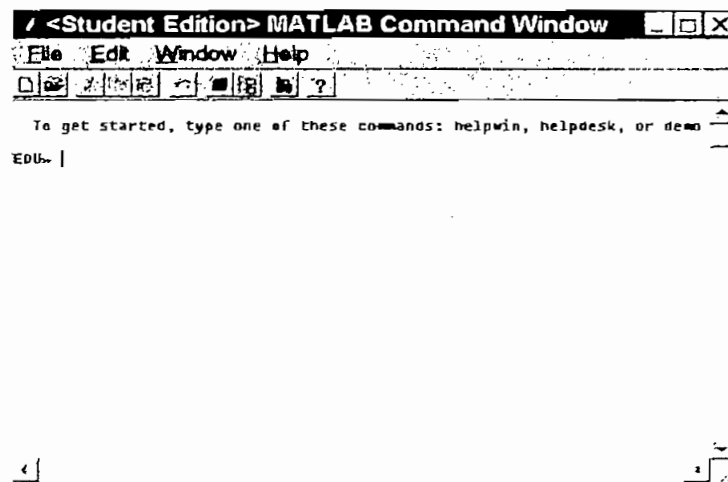 <Student Edition> MATLAB Command Window
File Edit Window Help
To get started, type one of these commands: helpwin, helpdesk, or demo
EDU»